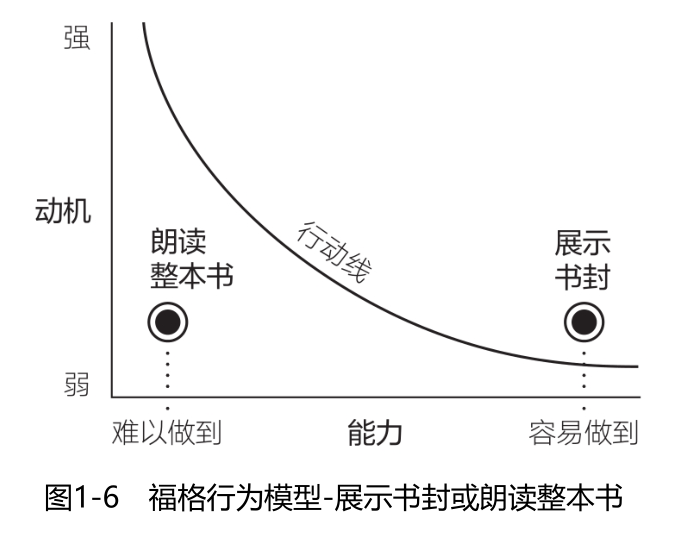 强
动机
朗读
整本书
行动线
展示
书封
弱
难以做到
能力
容易做到
图1-6 福格行为模型-展示书封或朗读整本书